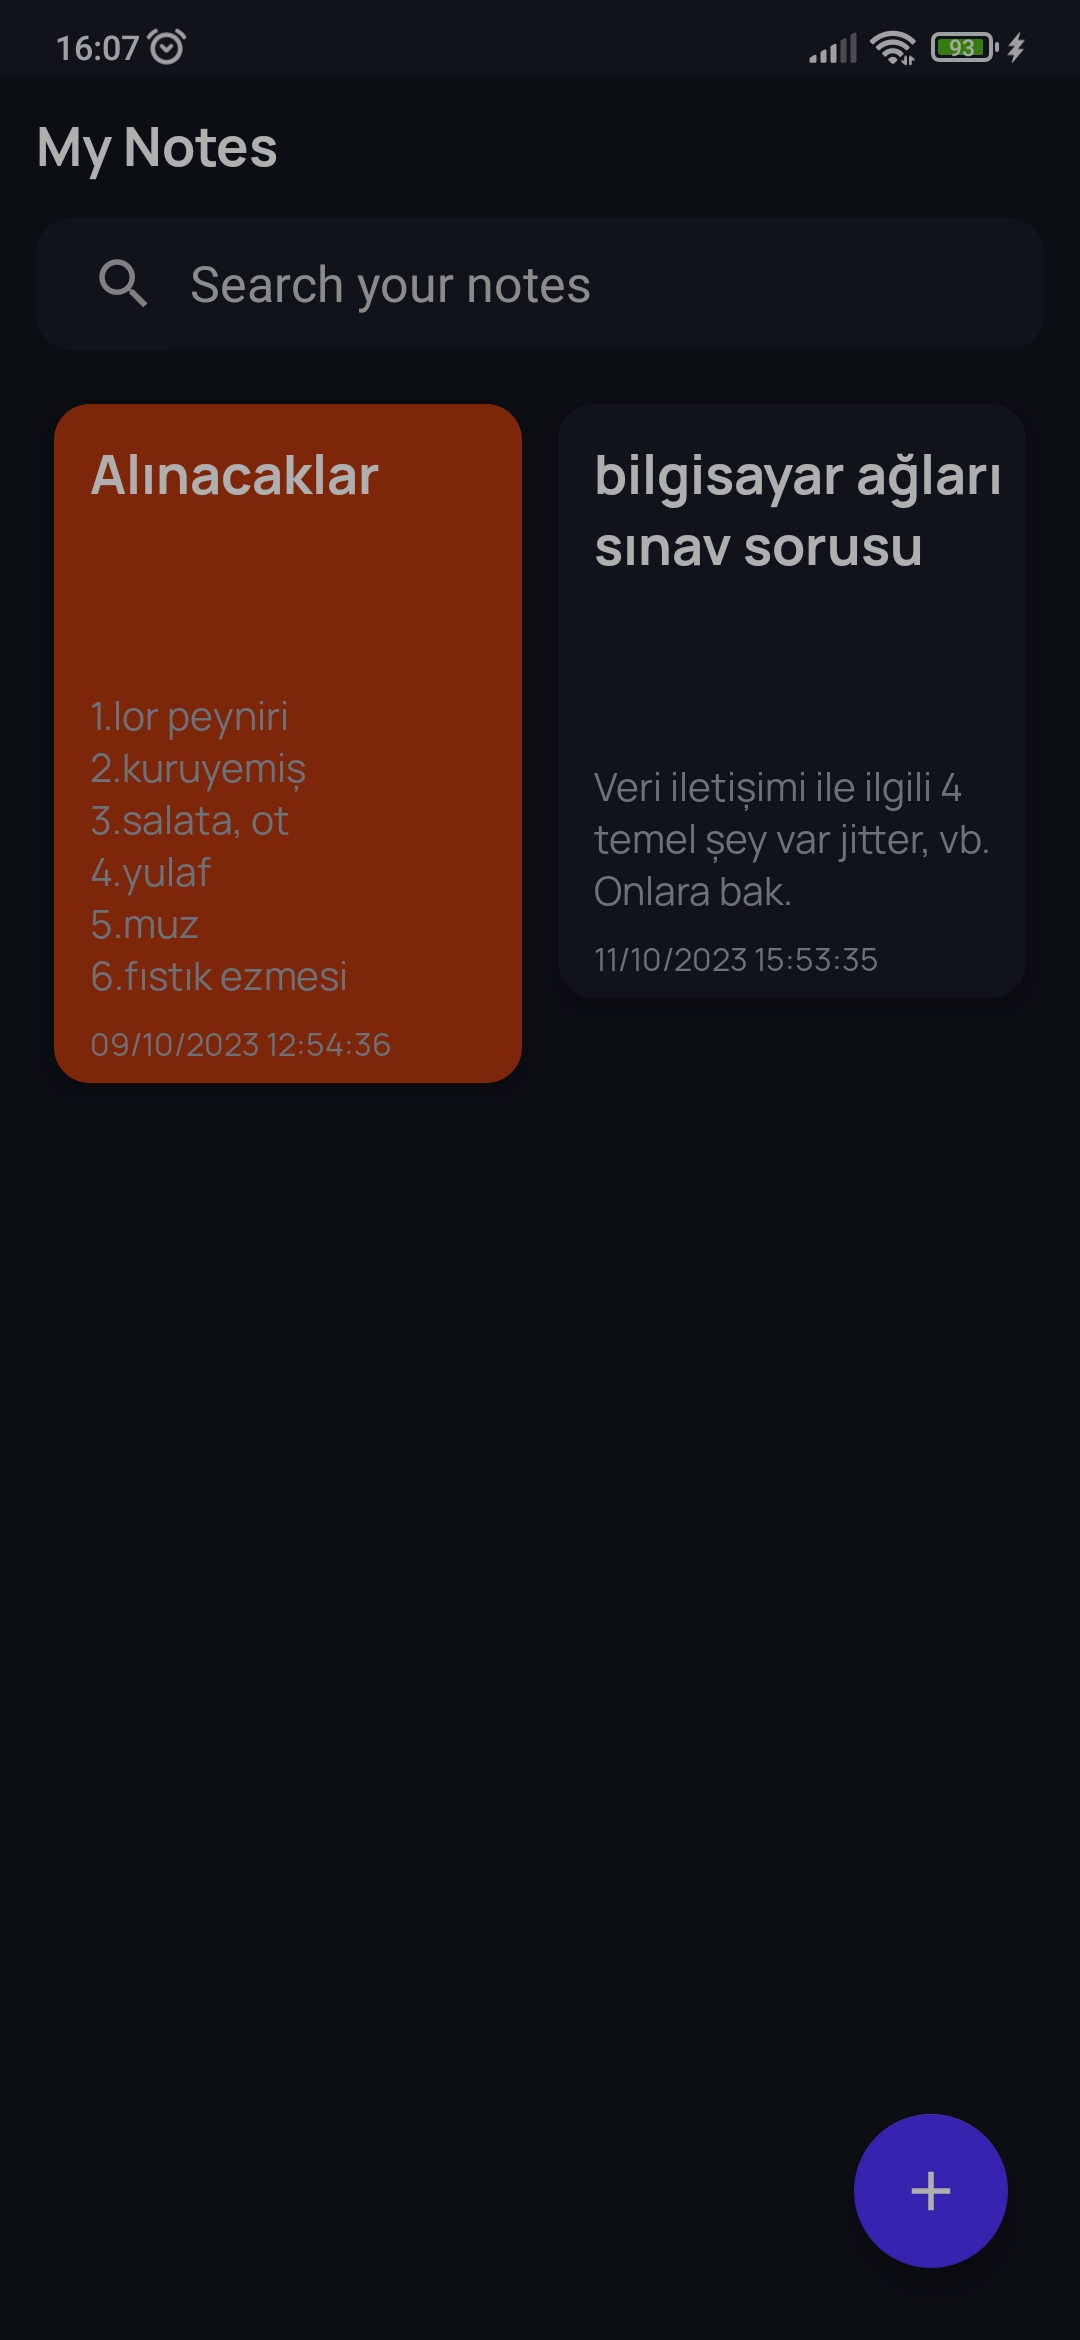 16:07
93
My Notes
Search your notes
Alınacaklar
1.lor peyniri
2.kuruyemiş
3.salata, ot
4.yulaf
5.muz
6.fıstık ezmesi
09/10/2023 12:54:36
bilgisayar ağları
sınav sorusu
Veri iletişimi ile ilgili 4
temel şey var jitter, vb.
Onlara bak.
11/10/2023 15:53:35